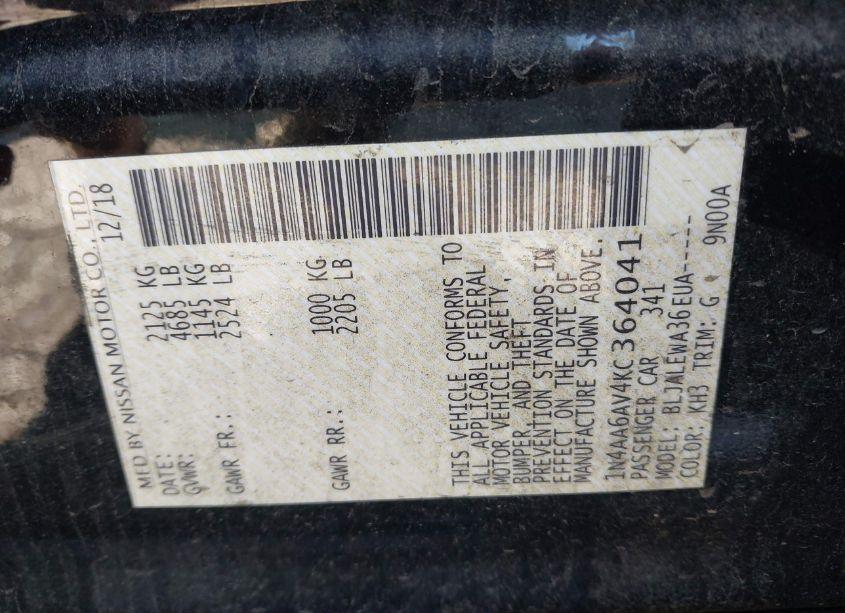 MFD BY NISSAN MOTOR CO., LTD.
DATE: 12/18
GVWR: 2125 KG
4685 LB
GAWR FR.: 1145 KG
2524 LB
GAWR RR.: 1000 KG
2205 LB
THIS VEHICLE CONFORMS TO
ALL APPLICABLE FEDERAL
MOTOR VEHICLE SAFETY,
BUMPER, AND THEFT
PREVENTION STANDARDS IN
EFFECT ON THE DATE OF
MANUFACTURE SHOWN ABOVE.
1N4AA6AV4KC364041
PASSENGER CAR 341
MODEL: BLJALEWA36EUA-----
COLOR: KH3 TRIM: G 9N00A